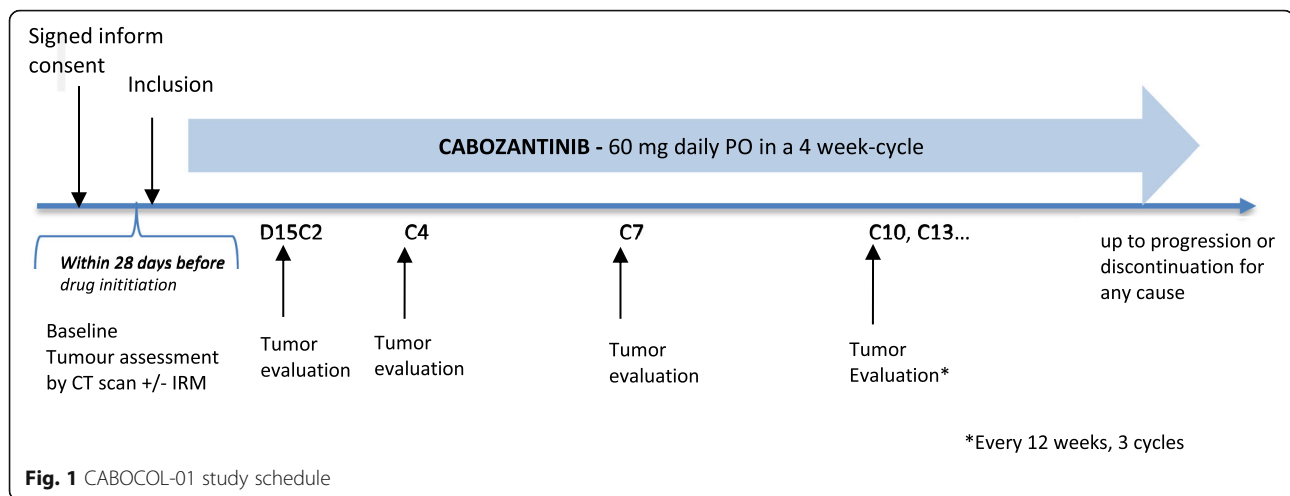 Signed inform
consent
Inclusion
CABOZANTINIB - 60 mg daily PO in a 4 week-cycle
D15C2
C4
C7
C10, C13...
Within 28 days before
drug inititiation
up to progression or
discontinuation for
any cause
Baseline
Tumour assessment
by CT scan +/- IRM
Tumor
evaluation
Tumor
evaluation
Tumor
evaluation
Tumor
Evaluation*
*Every 12 weeks, 3 cycles
Fig. 1 CABOCOL-01 study schedule